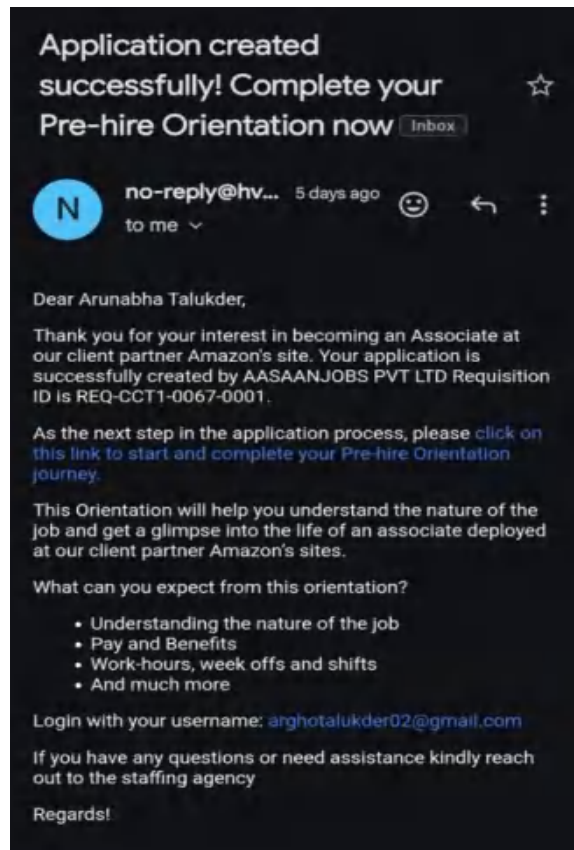 Application created
successfully! Complete your
Pre-hire Orientation now Inbox
N
no-reply@hv... 5 days ago
to me
Dear Arunabha Talukder,
Thank you for your interest in becoming an Associate at
our client partner Amazon's site. Your application is
successfully created by AASAANJOBS PVT LTD Requisition
ID is REQ-CCT1-0067-0001.
As the next step in the application process, please click on
this link to start and complete your Pre-hire Orientation
journey.
This Orientation will help you understand the nature of the
job and get a glimpse into the life of an associate deployed
at our client partner Amazon's sites.
What can you expect from this orientation?
• Understanding the nature of the job
• Pay and Benefits
• Work-hours, week offs and shifts
• And much more
Login with your username: arghotalukder02@gmail.com
If you have any questions or need assistance kindly reach
out to the staffing agency
Regards!